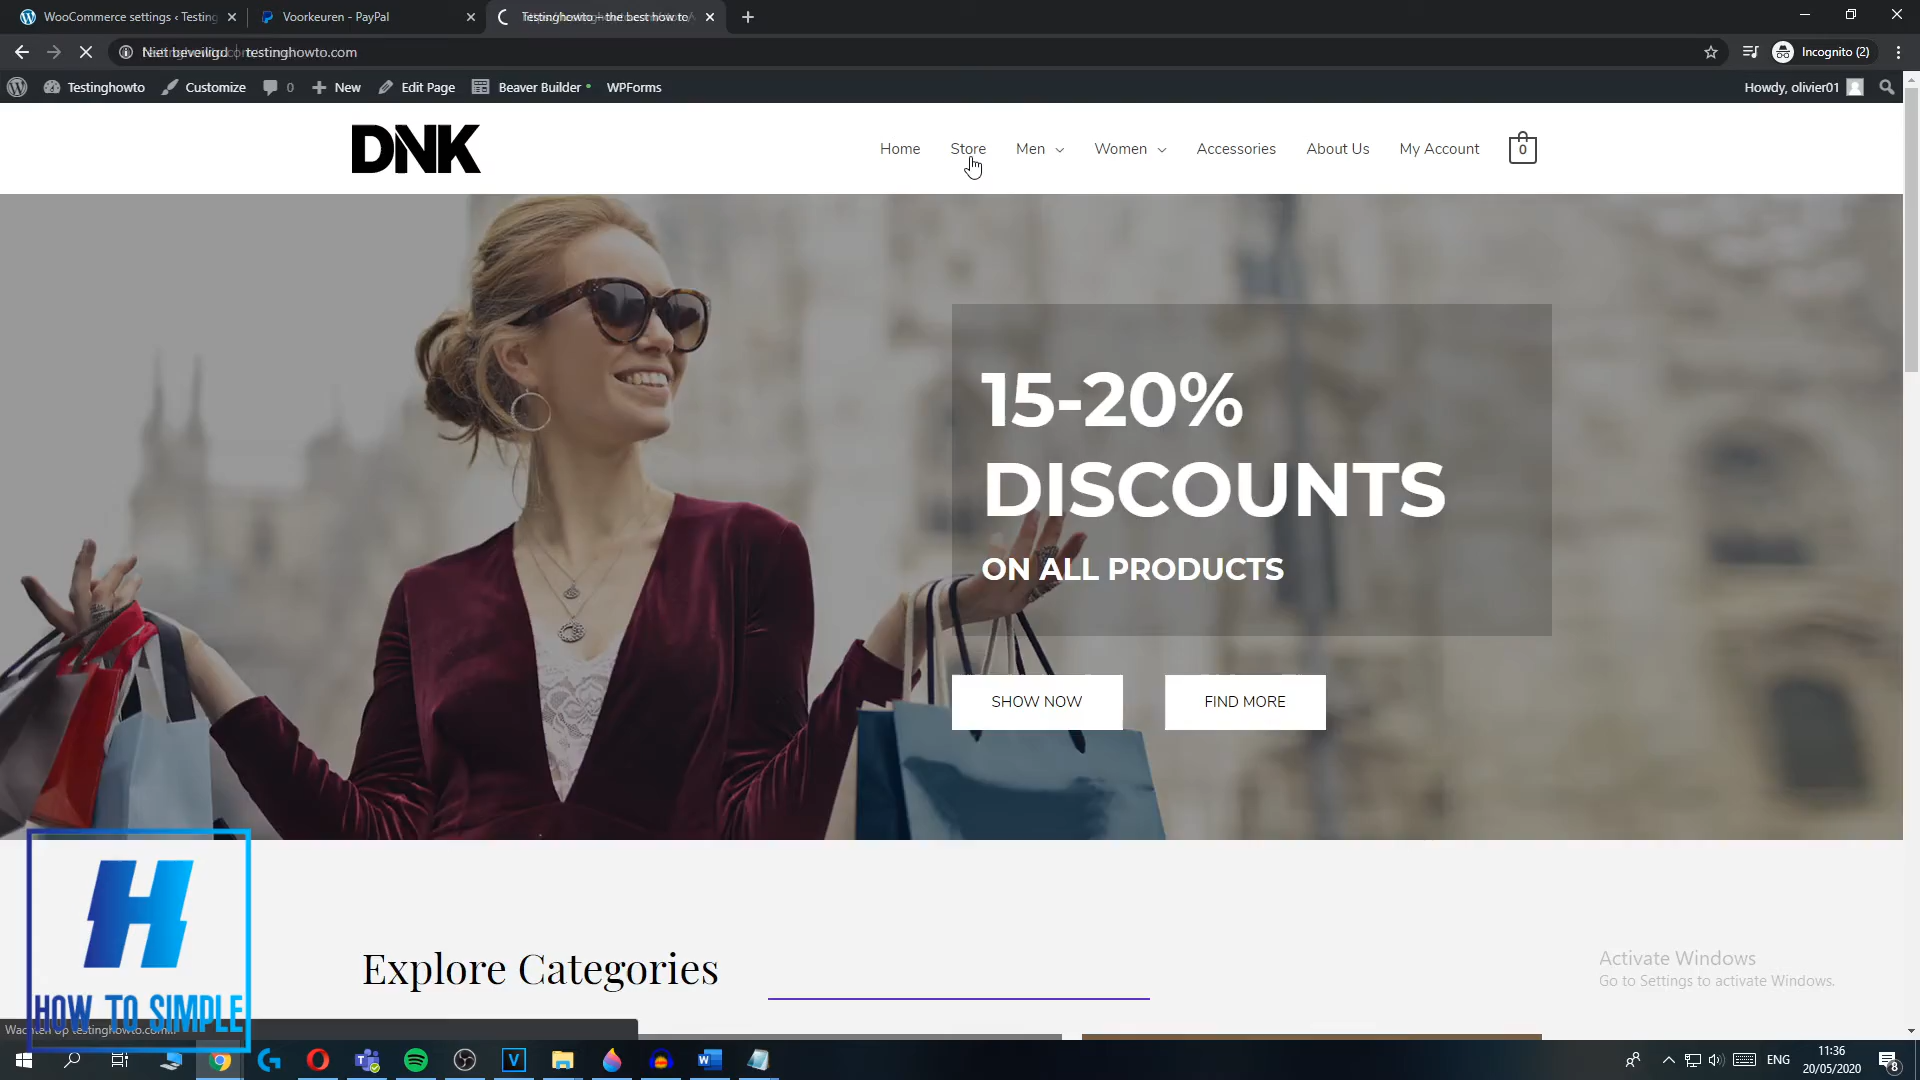 WooCommerce settings ‹ Testing
Voorkeuren - PayPal
Testinghowto – the best how to
Niet beveiligd | testinghowto.com
Incognito (2)
Testinghowto
Customize
0
New
Edit Page
Beaver Builder
WPForms
Howdy, olivier01
DNK
Home
Store
Men
Women
Accessories
About Us
My Account
0
15-20%
DISCOUNTS
ON ALL PRODUCTS
SHOW NOW
FIND MORE
Explore Categories
H
HOW TO SIMPLE
Activate Windows
Go to Settings to activate Windows.
ENG
11:36
20/05/2020
8